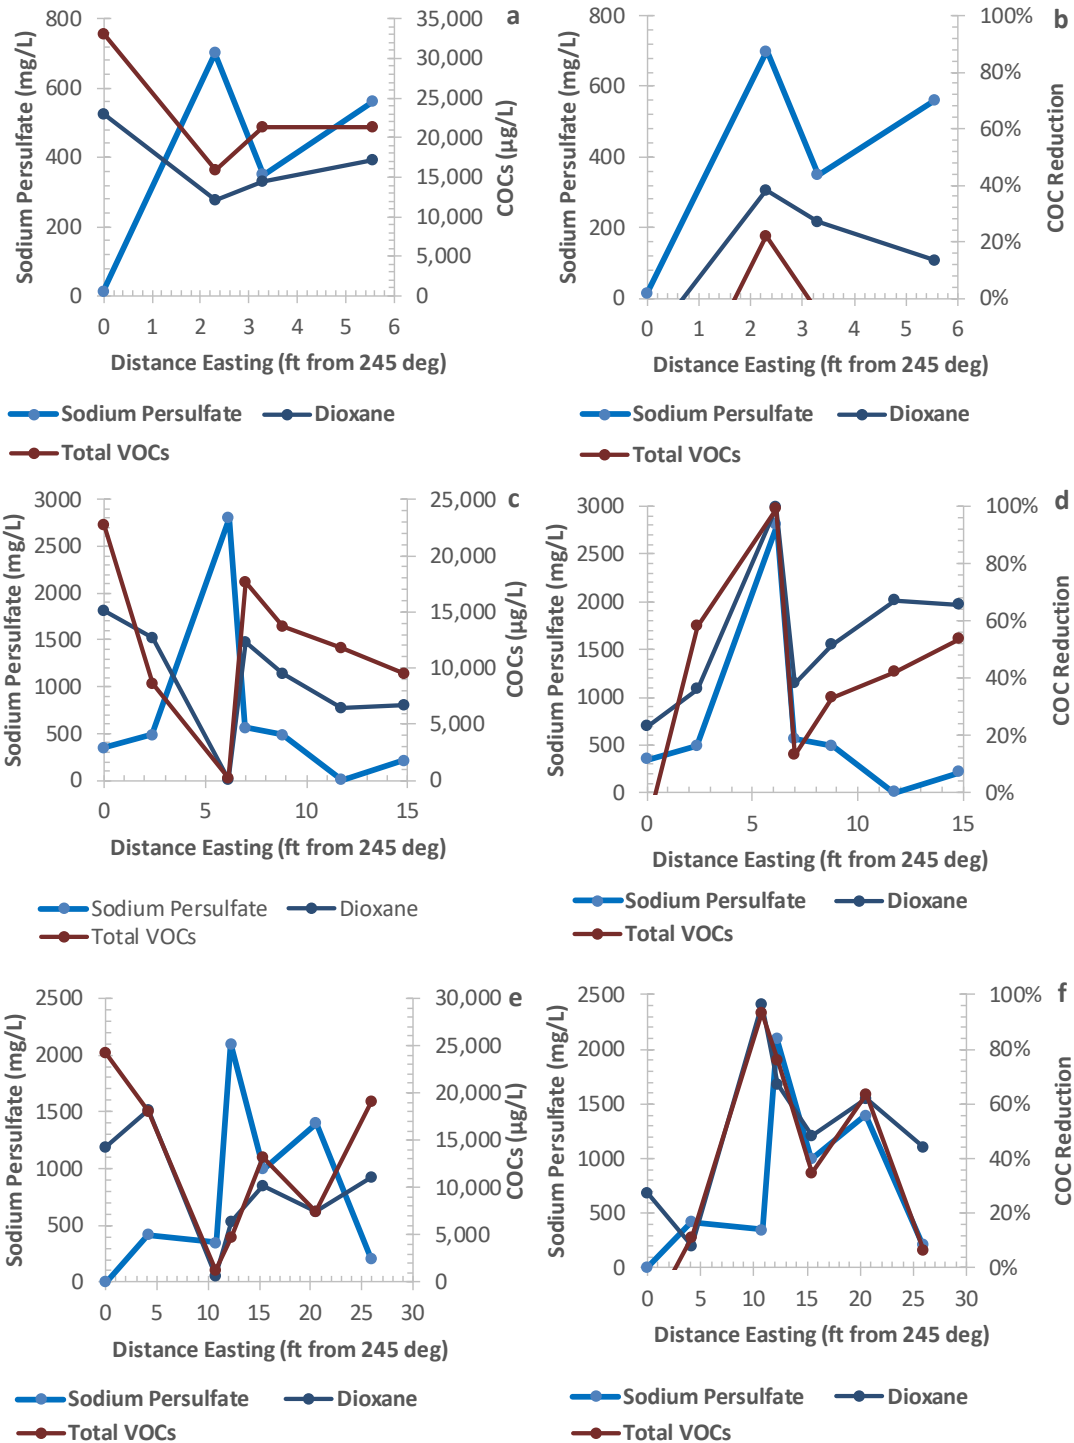 a
Sodium Persulfate (mg/L)
800
600
400
200
0
35,000
30,000
25,000
20,000
15,000
10,000
5,000
0
COCs (µg/L)
0 1 2 3 4 5 6
Distance Easting (ft from 245 deg)
Sodium Persulfate Dioxane
Total VOCs
b
Sodium Persulfate (mg/L)
800
600
400
200
0
100%
80%
60%
40%
20%
0%
COC Reduction
0 1 2 3 4 5 6
Distance Easting (ft from 245 deg)
Sodium Persulfate Dioxane
Total VOCs
c
Sodium Persulfate (mg/L)
3000
2500
2000
1500
1000
500
0
25,000
20,000
15,000
10,000
5,000
0
COCs (µg/L)
0 5 10 15
Distance Easting (ft from 245 deg)
Sodium Persulfate Dioxane
Total VOCs
d
Sodium Persulfate (mg/L)
3000
2500
2000
1500
1000
500
0
100%
80%
60%
40%
20%
0%
COC Reduction
0 5 10 15
Distance Easting (ft from 245 deg)
Sodium Persulfate Dioxane
Total VOCs
e
Sodium Persulfate (mg/L)
2500
2000
1500
1000
500
0
30,000
25,000
20,000
15,000
10,000
5,000
0
COCs (µg/L)
0 5 10 15 20 25 30
Distance Easting (ft from 245 deg)
Sodium Persulfate Dioxane
Total VOCs
f
Sodium Persulfate (mg/L)
2500
2000
1500
1000
500
0
100%
80%
60%
40%
20%
0%
COC Reduction
0 5 10 15 20 25 30
Distance Easting (ft from 245 deg)
Sodium Persulfate Dioxane
Total VOCs